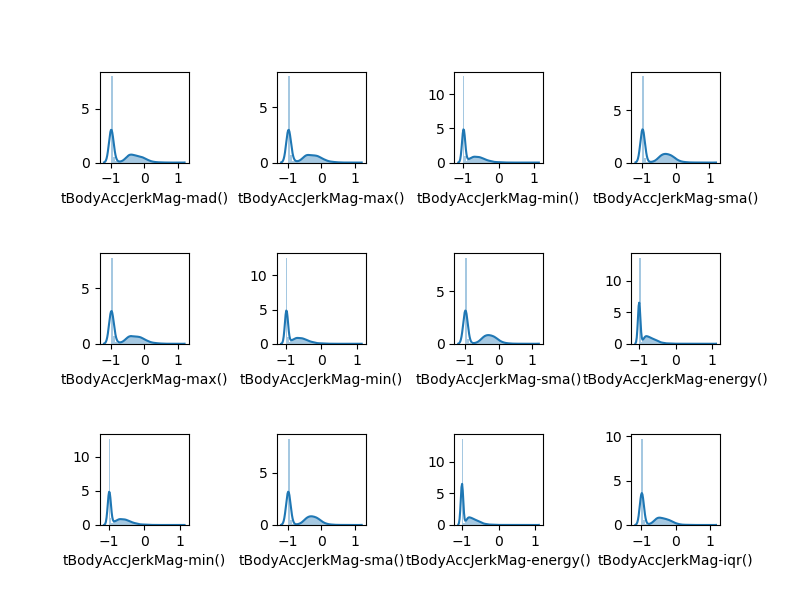 5
0
−1 0 1
tBodyAccJerkMag-mad()
5
0
−1 0 1
tBodyAccJerkMag-max()
10
5
0
−1 0 1
tBodyAccJerkMag-min()
5
0
−1 0 1
tBodyAccJerkMag-sma()
5
0
−1 0 1
tBodyAccJerkMag-max()
10
5
0
−1 0 1
tBodyAccJerkMag-min()
5
0
−1 0 1
tBodyAccJerkMag-sma()
10
5
0
−1 0 1
tBodyAccJerkMag-energy()
10
5
0
−1 0 1
tBodyAccJerkMag-min()
5
0
−1 0 1
tBodyAccJerkMag-sma()
10
5
0
−1 0 1
tBodyAccJerkMag-energy()
10
5
0
−1 0 1
tBodyAccJerkMag-iqr()